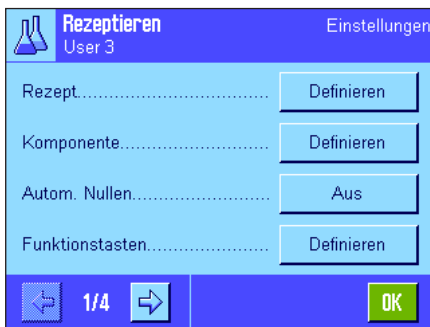 Rezeptieren Einstellungen
User 3
Rezept................................ Definieren
Komponente......................... Definieren
Autom. Nullen....................... Aus
Funktionstasten..................... Definieren
1/4 OK